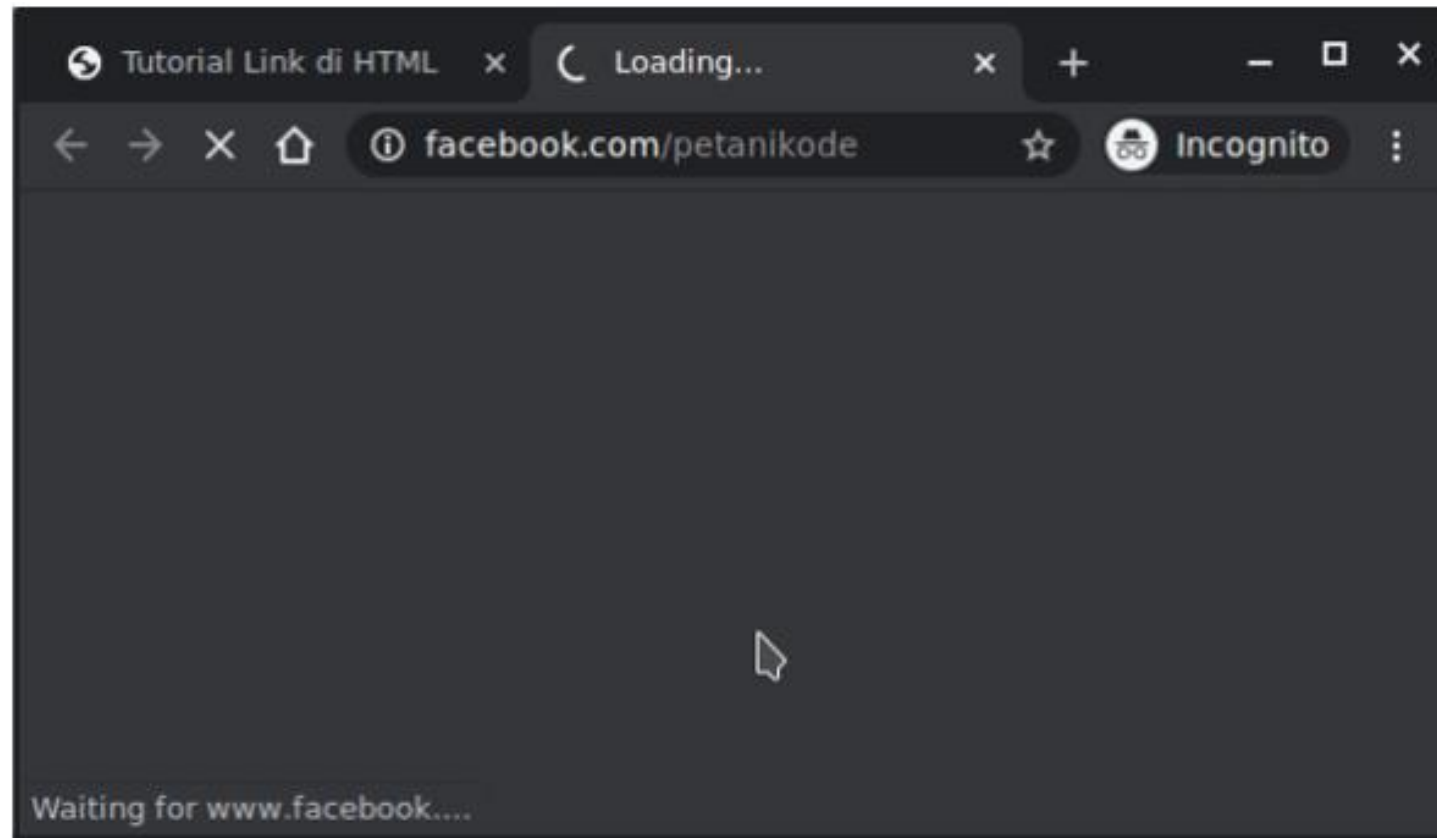 Tutorial Link di HTML Loading...
facebook.com/petanikode Incognito
Waiting for www.facebook....